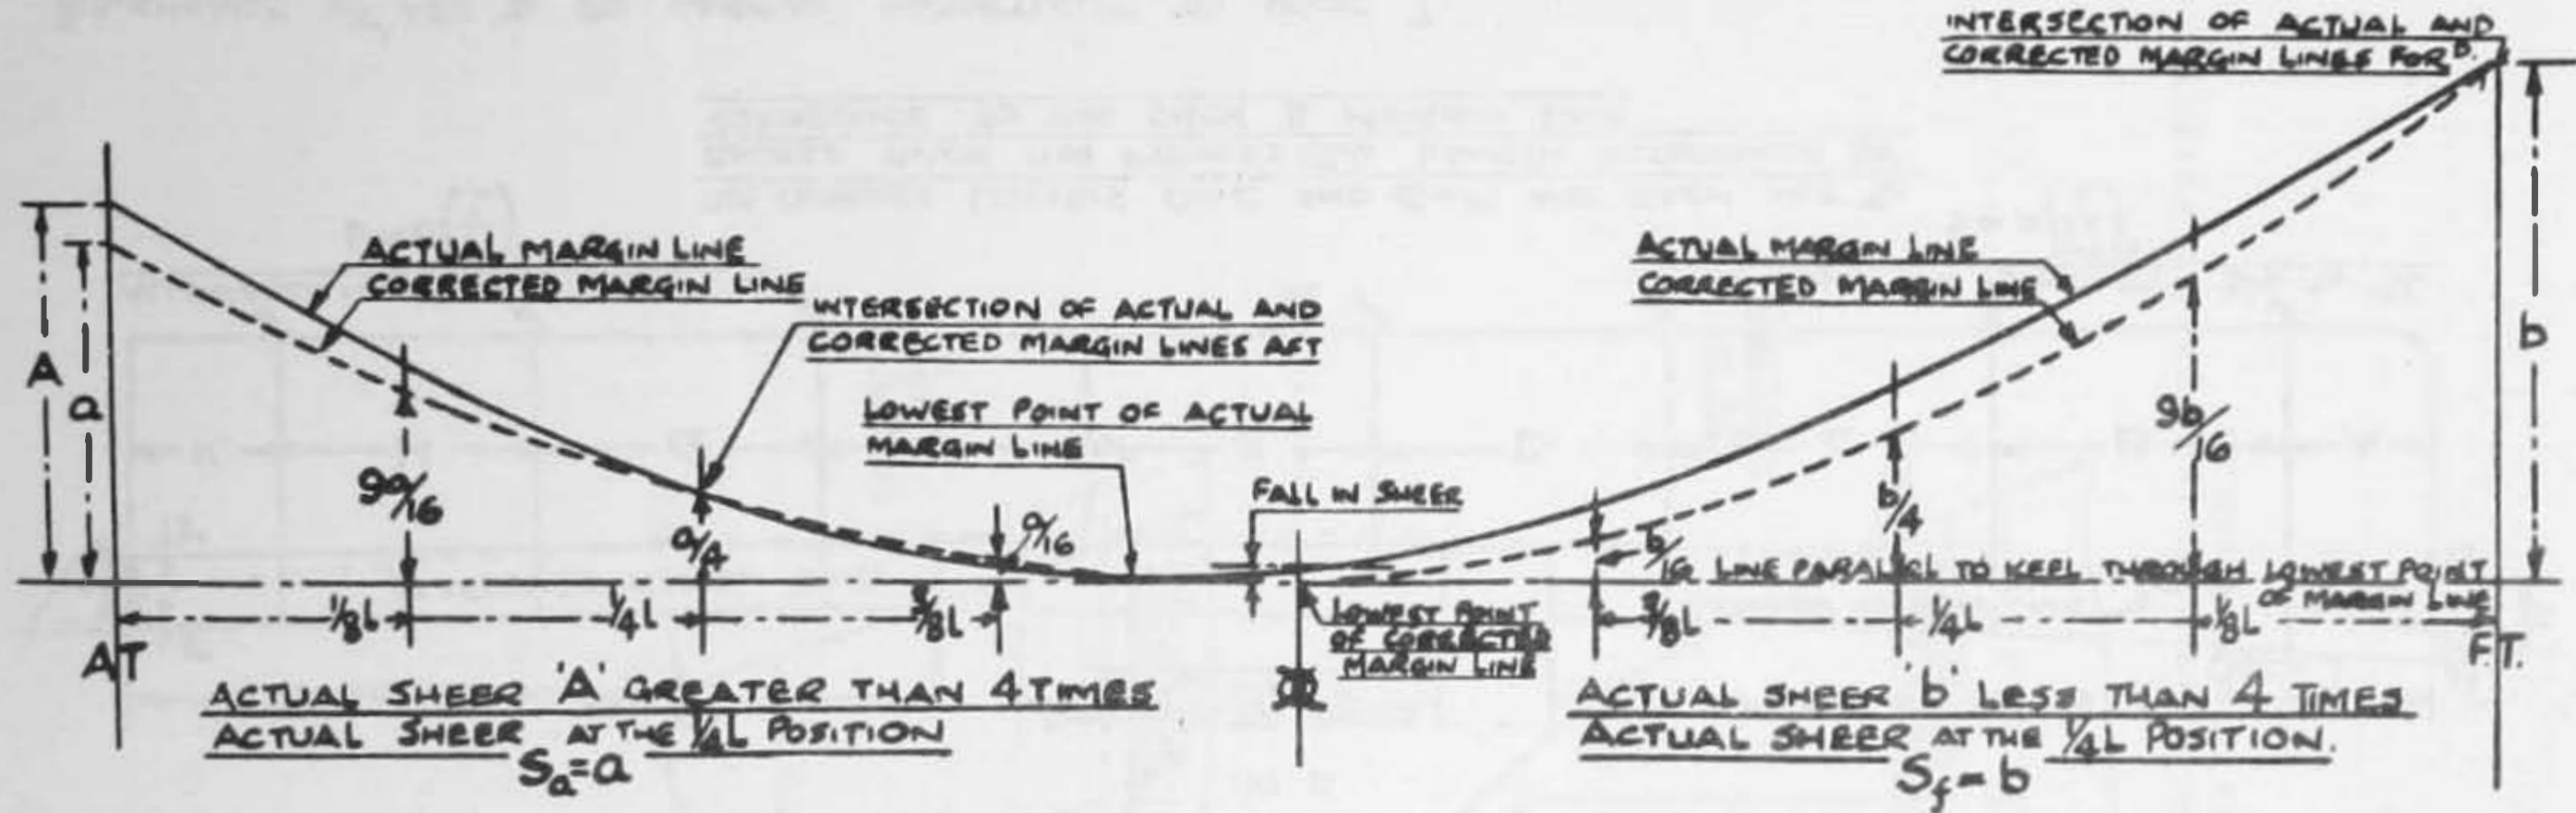 INTERSECTION OF ACTUAL AND
CORRECTED MARGIN LINES FOR'D.
ACTUAL MARGIN LINE
CORRECTED MARGIN LINE
INTERSECTION OF ACTUAL AND
CORRECTED MARGIN LINES AFT
LOWEST POINT OF ACTUAL
MARGIN LINE
FALL IN SHEER
ACTUAL MARGIN LINE
CORRECTED MARGIN LINE
A
a
9a/16
a/4
a/16
b/16
b/4
9b/16
b
LINE PARALLEL TO KEEL THROUGH LOWEST POINT
OF MARGIN LINE
1/8L
1/4L
3/8L
LOWEST POINT
OF CORRECTED
MARGIN LINE
3/8L
1/4L
1/8L
AT
F.T.
ACTUAL SHEER 'A' GREATER THAN 4 TIMES
ACTUAL SHEER AT THE 1/4L POSITION
Sa=a
ACTUAL SHEER 'b' LESS THAN 4 TIMES
ACTUAL SHEER AT THE 1/4L POSITION.
Sf=b